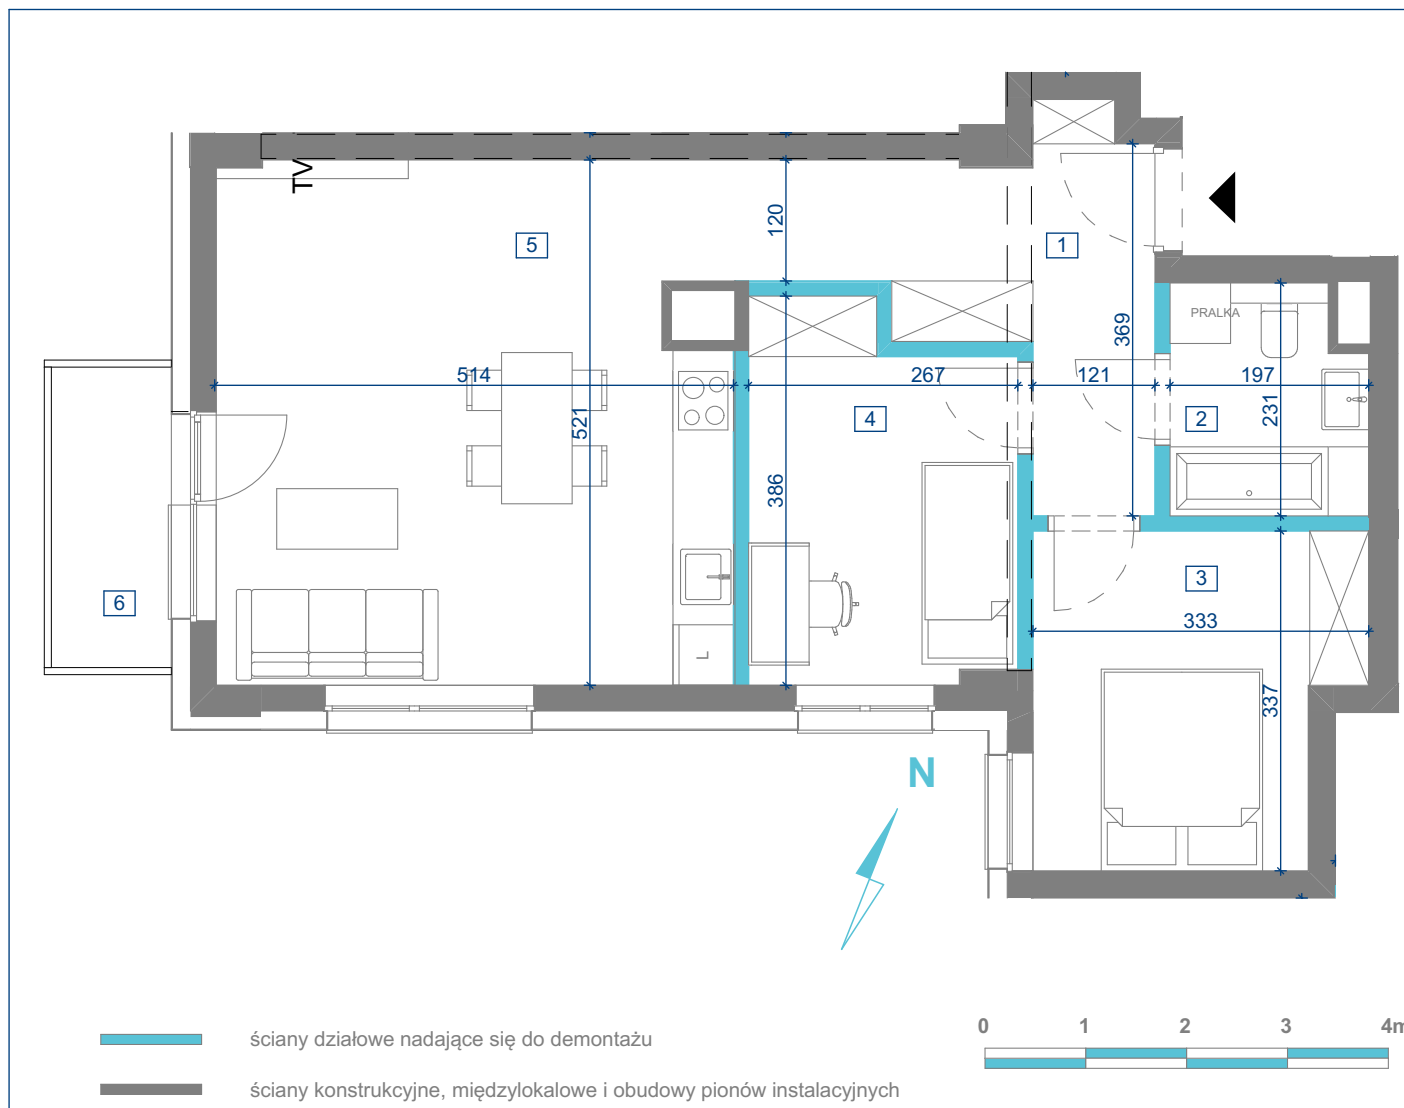 TV
5
120
1
369
PRALKA
514
521
267
4
121
197
2
231
386
6
3
333
337
L
N
ściany działowe nadające się do demontażu
ściany konstrukcyjne, międzylokalowe i obudowy pionów instalacyjnych
0 1 2 3 4m